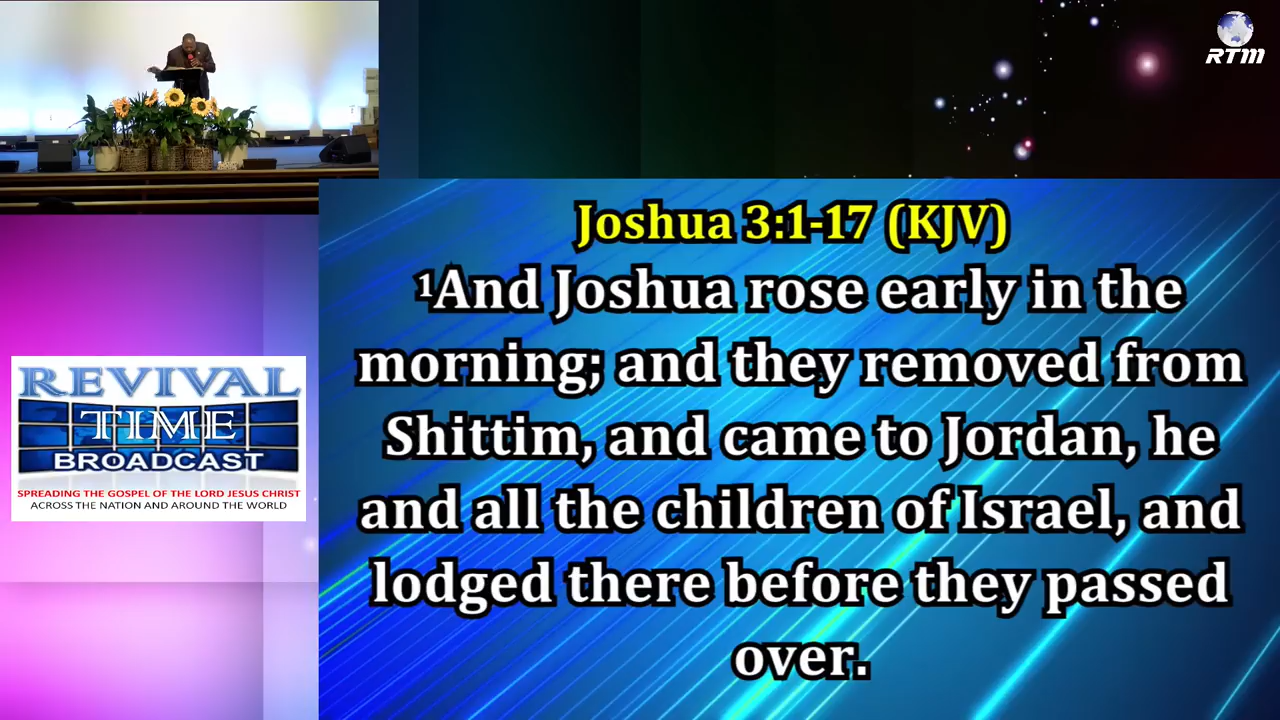 RTM
Joshua 3:1-17 (KJV)
¹And Joshua rose early in the
morning; and they removed from
Shittim, and came to Jordan, he
and all the children of Israel, and
lodged there before they passed
over.
REVIVAL
TIME
BROADCAST
SPREADING THE GOSPEL OF THE LORD JESUS CHRIST
ACROSS THE NATION AND AROUND THE WORLD